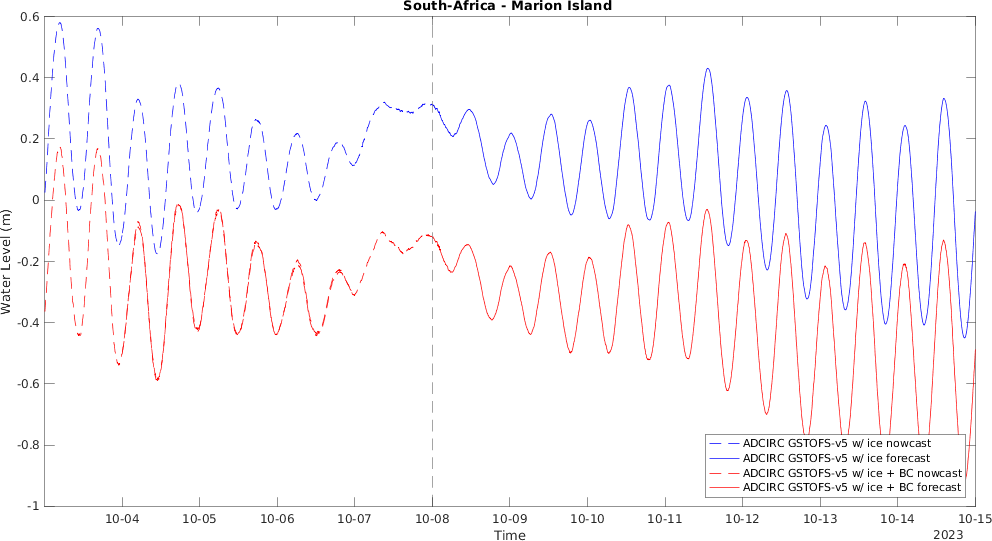 South-Africa - Marion Island
0.6
0.4
0.2
0
-0.2
-0.4
-0.6
-0.8
-1
Water Level (m)
10-04 10-05 10-06 10-07 10-08 10-09 10-10 10-11 10-12 10-13 10-14 10-15
Time
2023
ADCIRC GSTOFS-v5 w/ ice nowcast
ADCIRC GSTOFS-v5 w/ ice forecast
ADCIRC GSTOFS-v5 w/ ice + BC nowcast
ADCIRC GSTOFS-v5 w/ ice + BC forecast